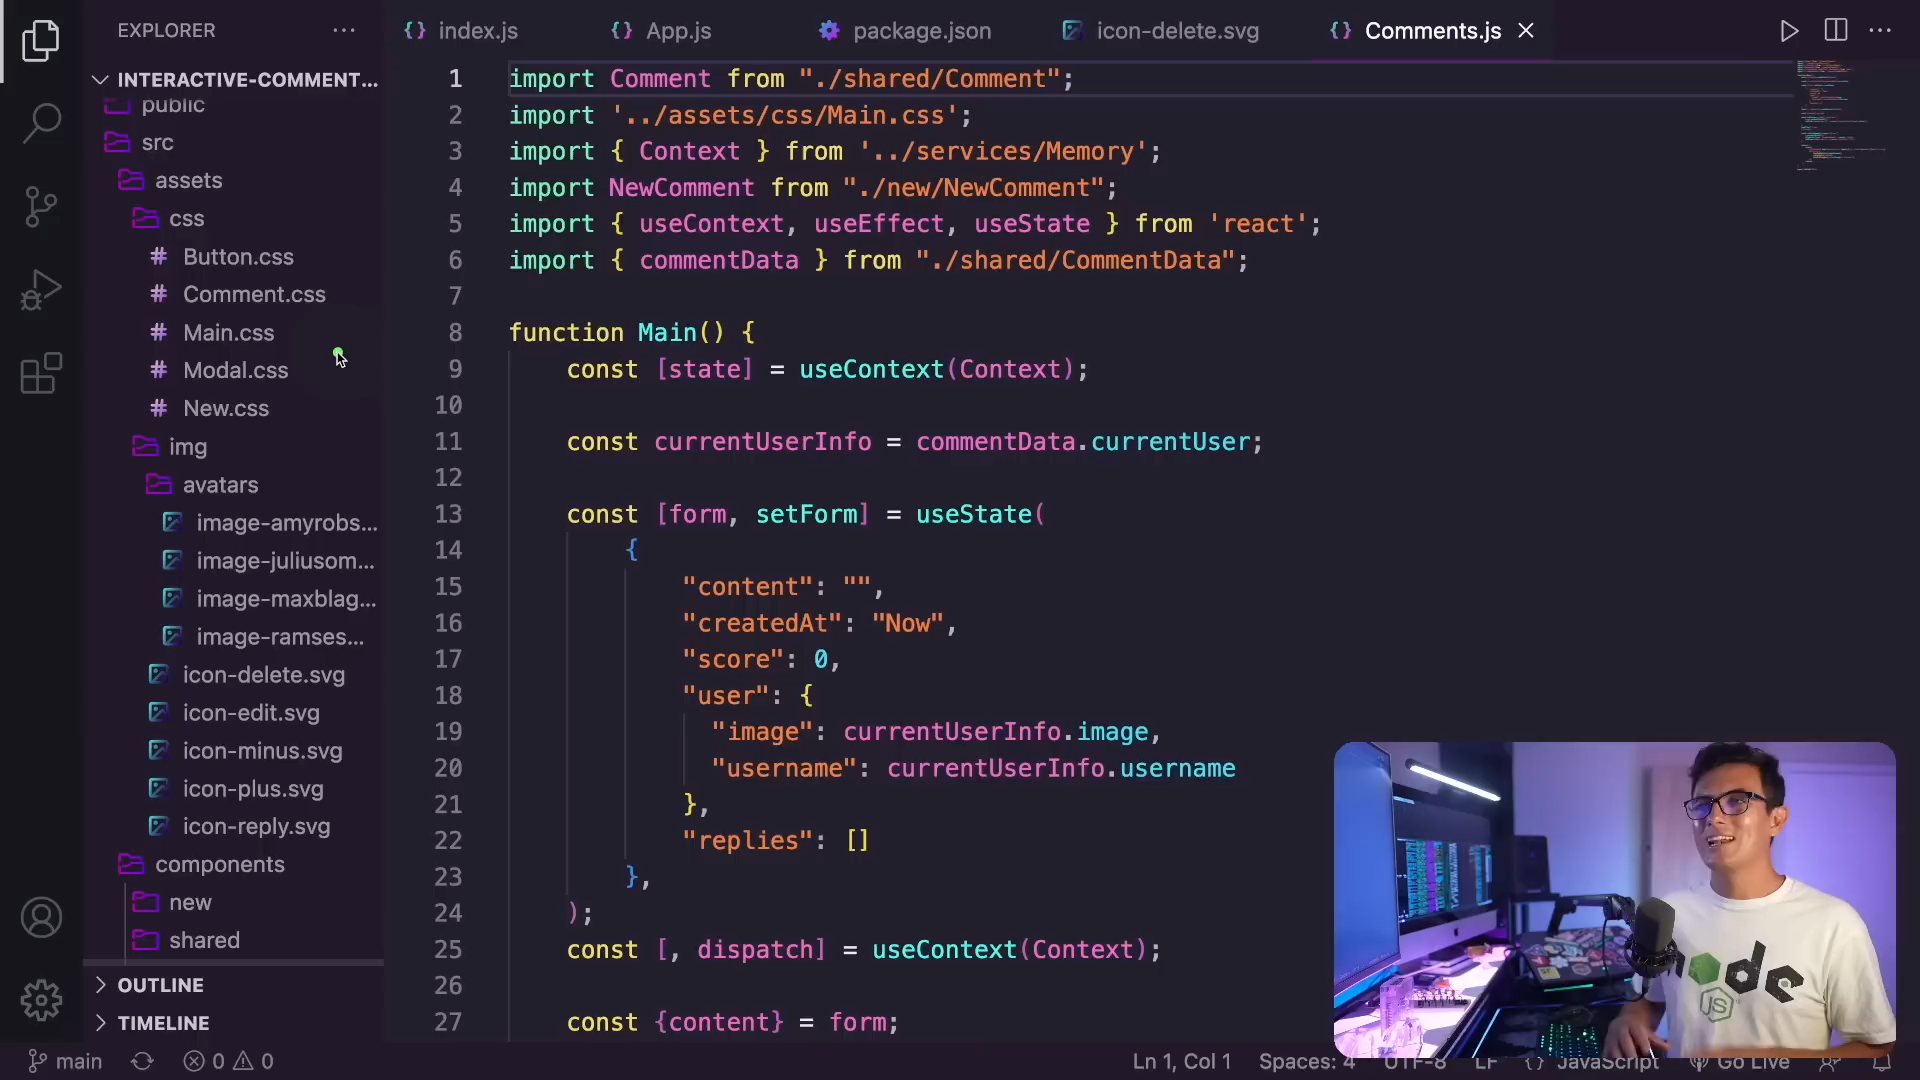 EXPLORER
INTERACTIVE-COMMENT...
public
src
assets
css
Button.css
Comment.css
Main.css
Modal.css
New.css
img
avatars
image-amyrobs...
image-juliusom...
image-maxblag...
image-ramses...
icon-delete.svg
icon-edit.svg
icon-minus.svg
icon-plus.svg
icon-reply.svg
components
new
shared
OUTLINE
TIMELINE
{} index.js
{} App.js
package.json
icon-delete.svg
{} Comments.js
1 import Comment from "./shared/Comment";
2 import '../assets/css/Main.css';
3 import { Context } from '../services/Memory';
4 import NewComment from "./new/NewComment";
5 import { useContext, useEffect, useState } from 'react';
6 import { commentData } from "./shared/CommentData";
7
8 function Main() {
9 const [state] = useContext(Context);
10
11 const currentUserInfo = commentData.currentUser;
12
13 const [form, setForm] = useState(
14 {
15 "content": "",
16 "createdAt": "Now",
17 "score": 0,
18 "user": {
19 "image": currentUserInfo.image,
20 "username": currentUserInfo.username
21 },
22 "replies": []
23 },
24 );
25 const [, dispatch] = useContext(Context);
26
27 const {content} = form;
node
JS
main
0
0
Ln 1, Col 1
Spaces: 4
UTF-8
LF
{} JavaScript
Go Live